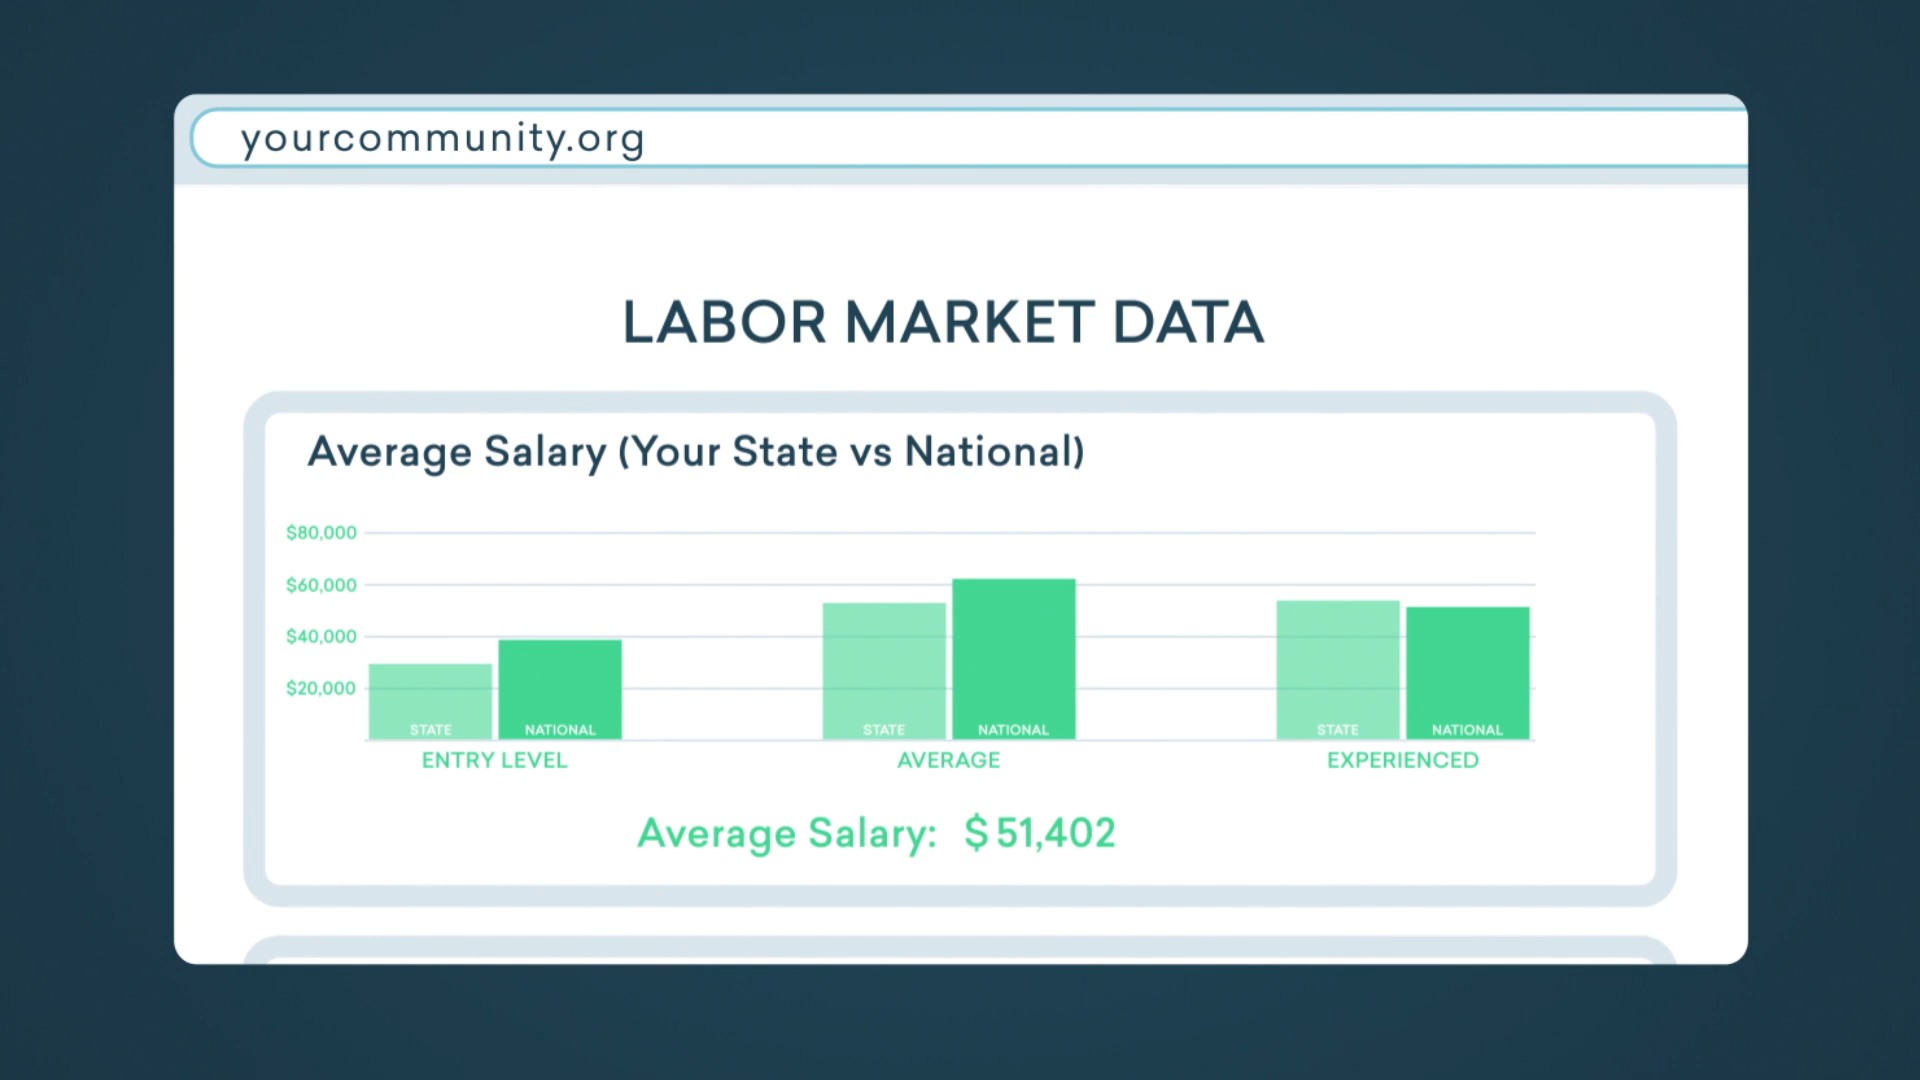 yourcommunity.org
LABOR MARKET DATA
Average Salary (Your State vs National)
$80,000
$60,000
$40,000
$20,000
STATE NATIONAL STATE NATIONAL STATE NATIONAL
ENTRY LEVEL AVERAGE EXPERIENCED
Average Salary: $51,402